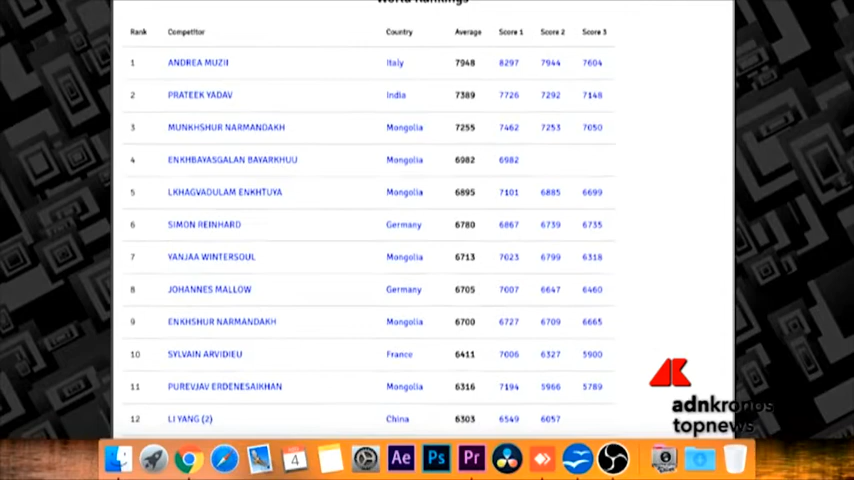 World Rankings
Rank Competitor Country Average Score 1 Score 2 Score 3
1 ANDREA MUZII Italy 7948 8297 7944 7604
2 PRATEEK YADAV India 7389 7726 7292 7148
3 MUNKHSHUR NARMANDAKH Mongolia 7255 7462 7253 7050
4 ENKHBAYASGALAN BAYARKHUU Mongolia 6982 6982
5 LKHAGVADULAM ENKHTUYA Mongolia 6895 7101 6885 6699
6 SIMON REINHARD Germany 6780 6867 6739 6735
7 YANJAA WINTERSOUL Mongolia 6713 7023 6799 6318
8 JOHANNES MALLOW Germany 6705 7007 6647 6460
9 ENKHSHUR NARMANDAKH Mongolia 6700 6727 6709 6665
10 SYLVAIN ARVIDIEU France 6411 7006 6327 5900
11 PUREVJAV ERDENESAIKHAN Mongolia 6316 7194 5966 5789
12 LI YANG (2) China 6303 6549 6057
adnkronos
topnews
4 Ae Ps Pr